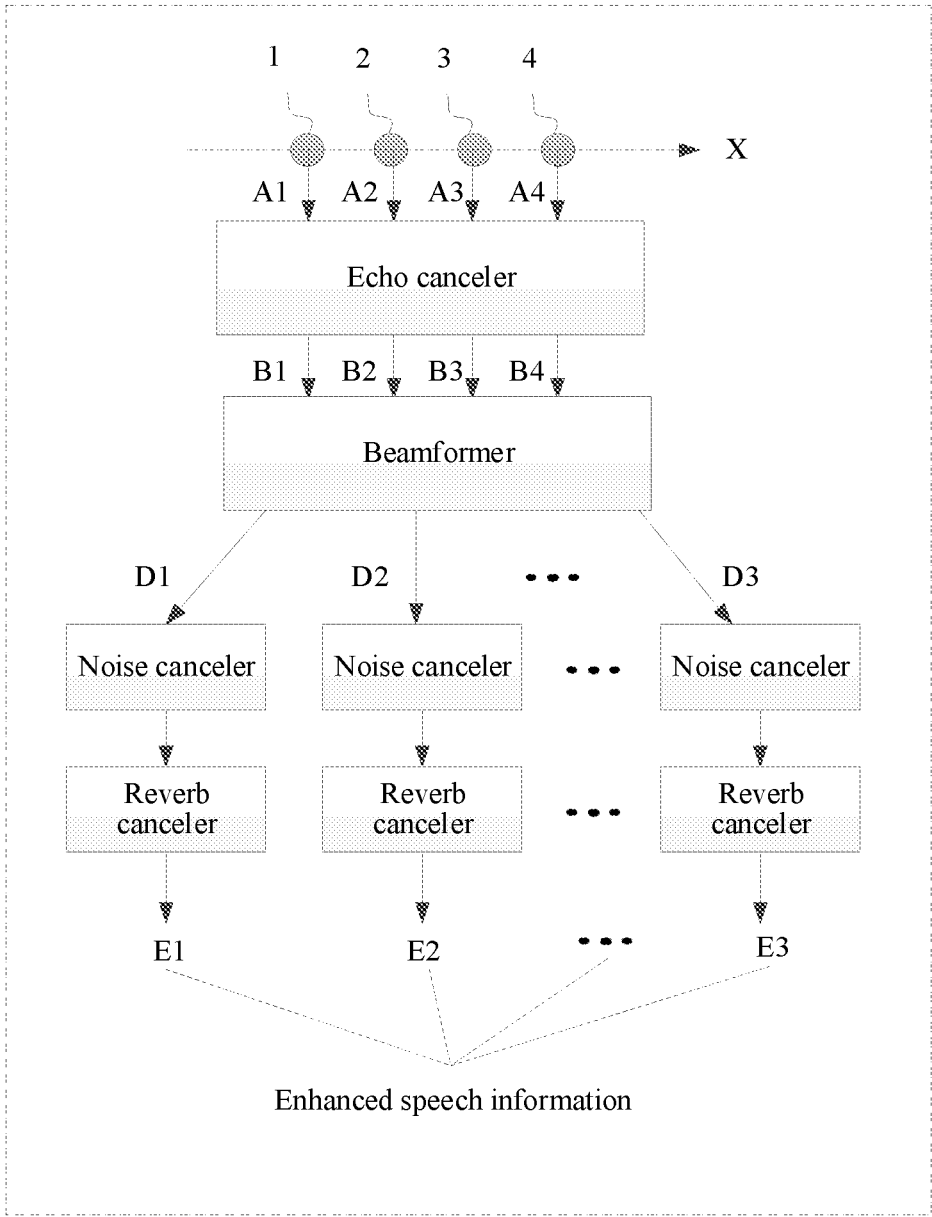 1 2 3 4
X
A1 A2 A3 A4
Echo canceler
B1 B2 B3 B4
Beamformer
D1 D2 D3
Noise canceler Noise canceler Noise canceler
Reverb Reverb Reverb
canceler canceler canceler
E1 E2 E3
Enhanced speech information